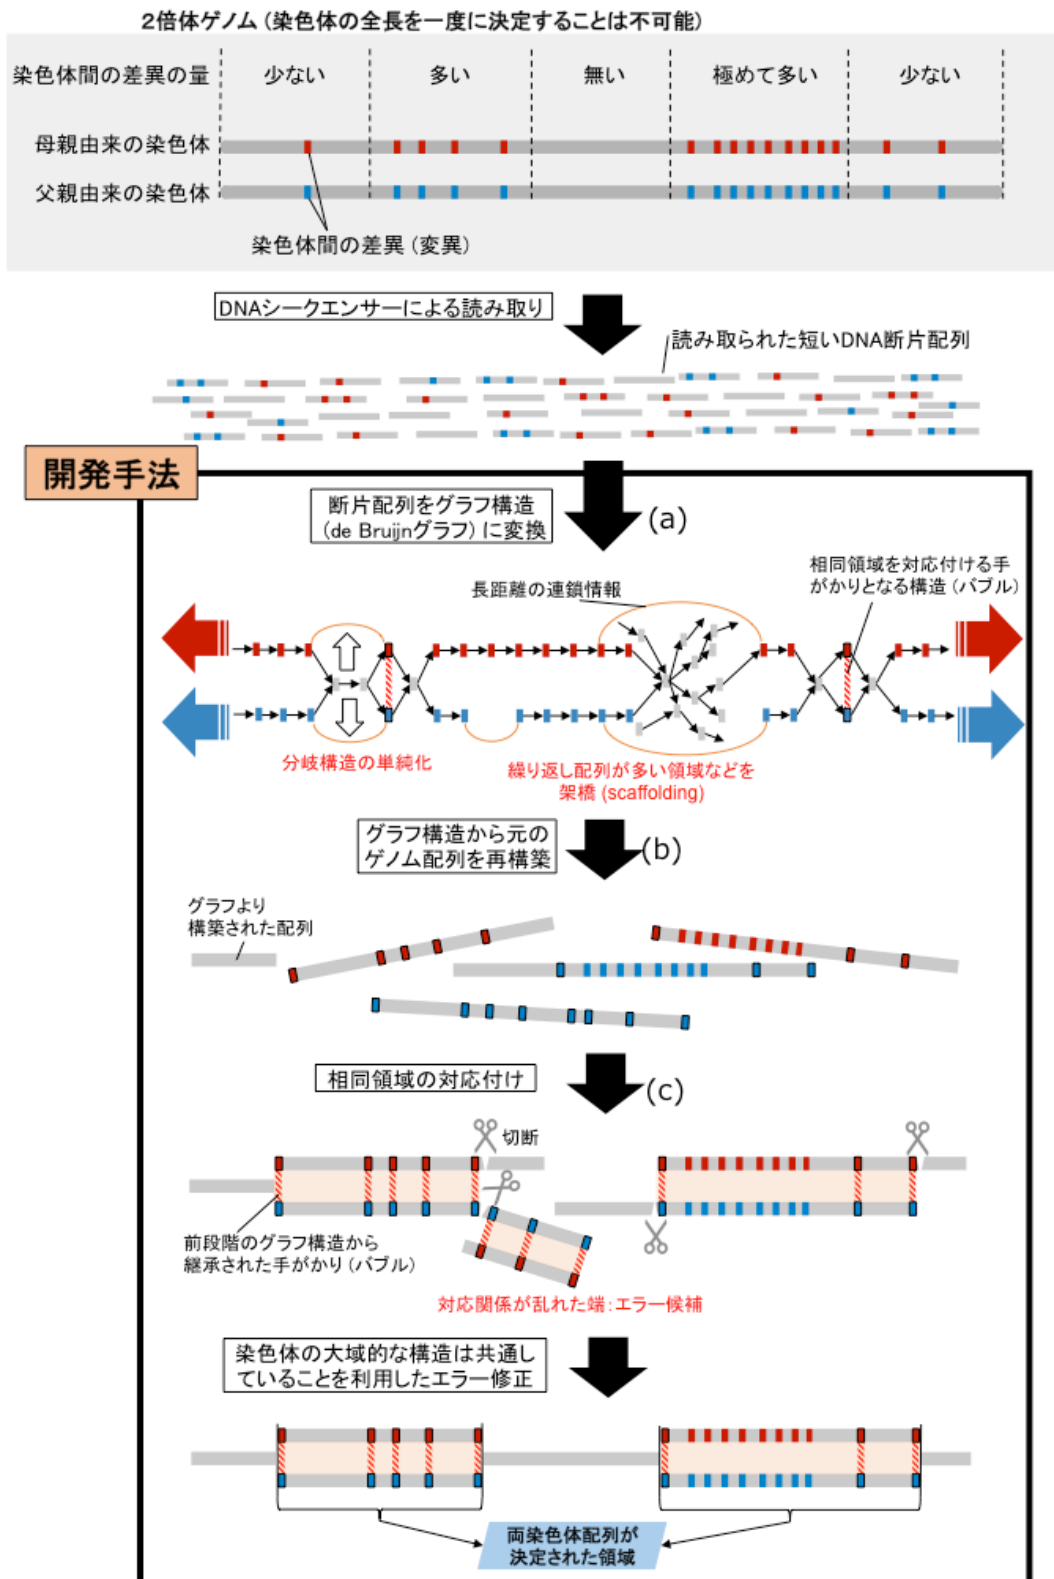 2倍体ゲノム (染色体の全長を一度に決定することは不可能)
染色体間の差異の量
少ない
多い
無い
極めて多い
少ない
母親由来の染色体
父親由来の染色体
染色体間の差異 (変異)
DNAシークエンサーによる読み取り
読み取られた短いDNA断片配列
開発手法
断片配列をグラフ構造
(de Bruijnグラフ) に変換
(a)
相同領域を対応付ける手
がかりとなる構造 (バブル)
長距離の連鎖情報
分岐構造の単純化
繰り返し配列が多い領域などを
架橋 (scaffolding)
グラフ構造から元の
ゲノム配列を再構築
(b)
グラフより
構築された配列
相同領域の対応付け
(c)
切断
前段階のグラフ構造から
継承された手がかり (バブル)
対応関係が乱れた端：エラー候補
染色体の大域的な構造は共通し
ていることを利用したエラー修正
両染色体配列が
決定された領域